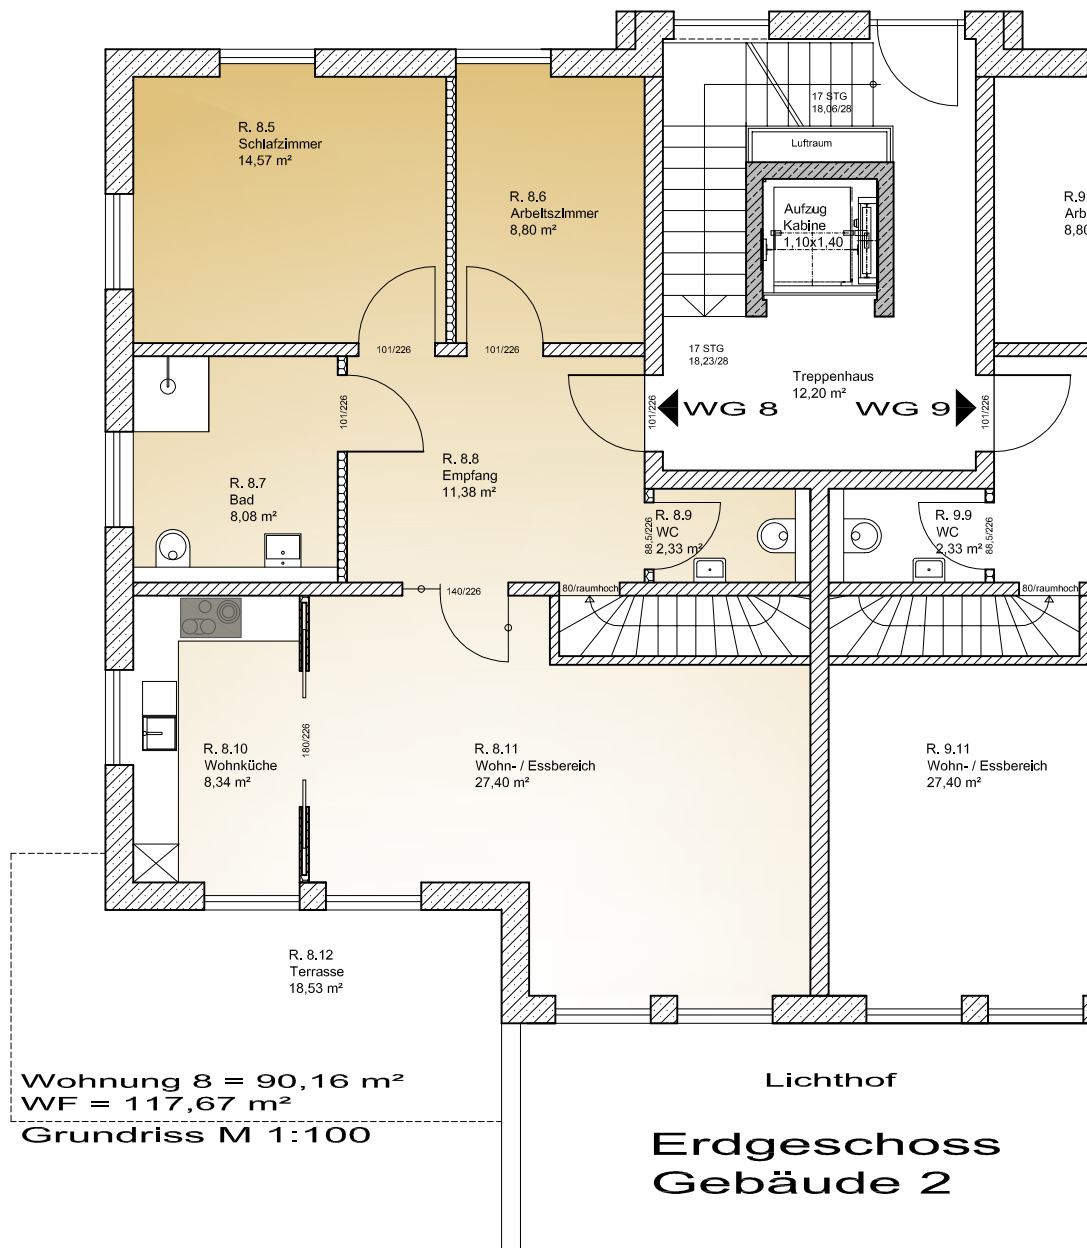 17 STG
18,06/28
Luftraum
R. 8.5
Schlafzimmer
14,57 m²
R. 8.6
Arbeitszimmer
8,80 m²
Aufzug
Kabine
1,10x1,40
R.9
Arb
8,80
101/226
101/226
17 STG
18,23/28
Treppenhaus
12,20 m²
101/226
101/226
WG 8
WG 9
101/226
R. 8.8
Empfang
11,38 m²
R. 8.7
Bad
8,08 m²
88,5/226
R. 8.9
WC
2,33 m²
R. 9.9
WC
2,33 m²
88,5/226
140/226
80/raumhoch
80/raumhoch
R. 8.10
Wohnküche
8,34 m²
180/226
R. 8.11
Wohn- / Essbereich
27,40 m²
R. 9.11
Wohn- / Essbereich
27,40 m²
R. 8.12
Terrasse
18,53 m²
Wohnung 8 = 90,16 m²
WF = 117,67 m²
Grundriss M 1:100
Lichthof
Erdgeschoss
Gebäude 2